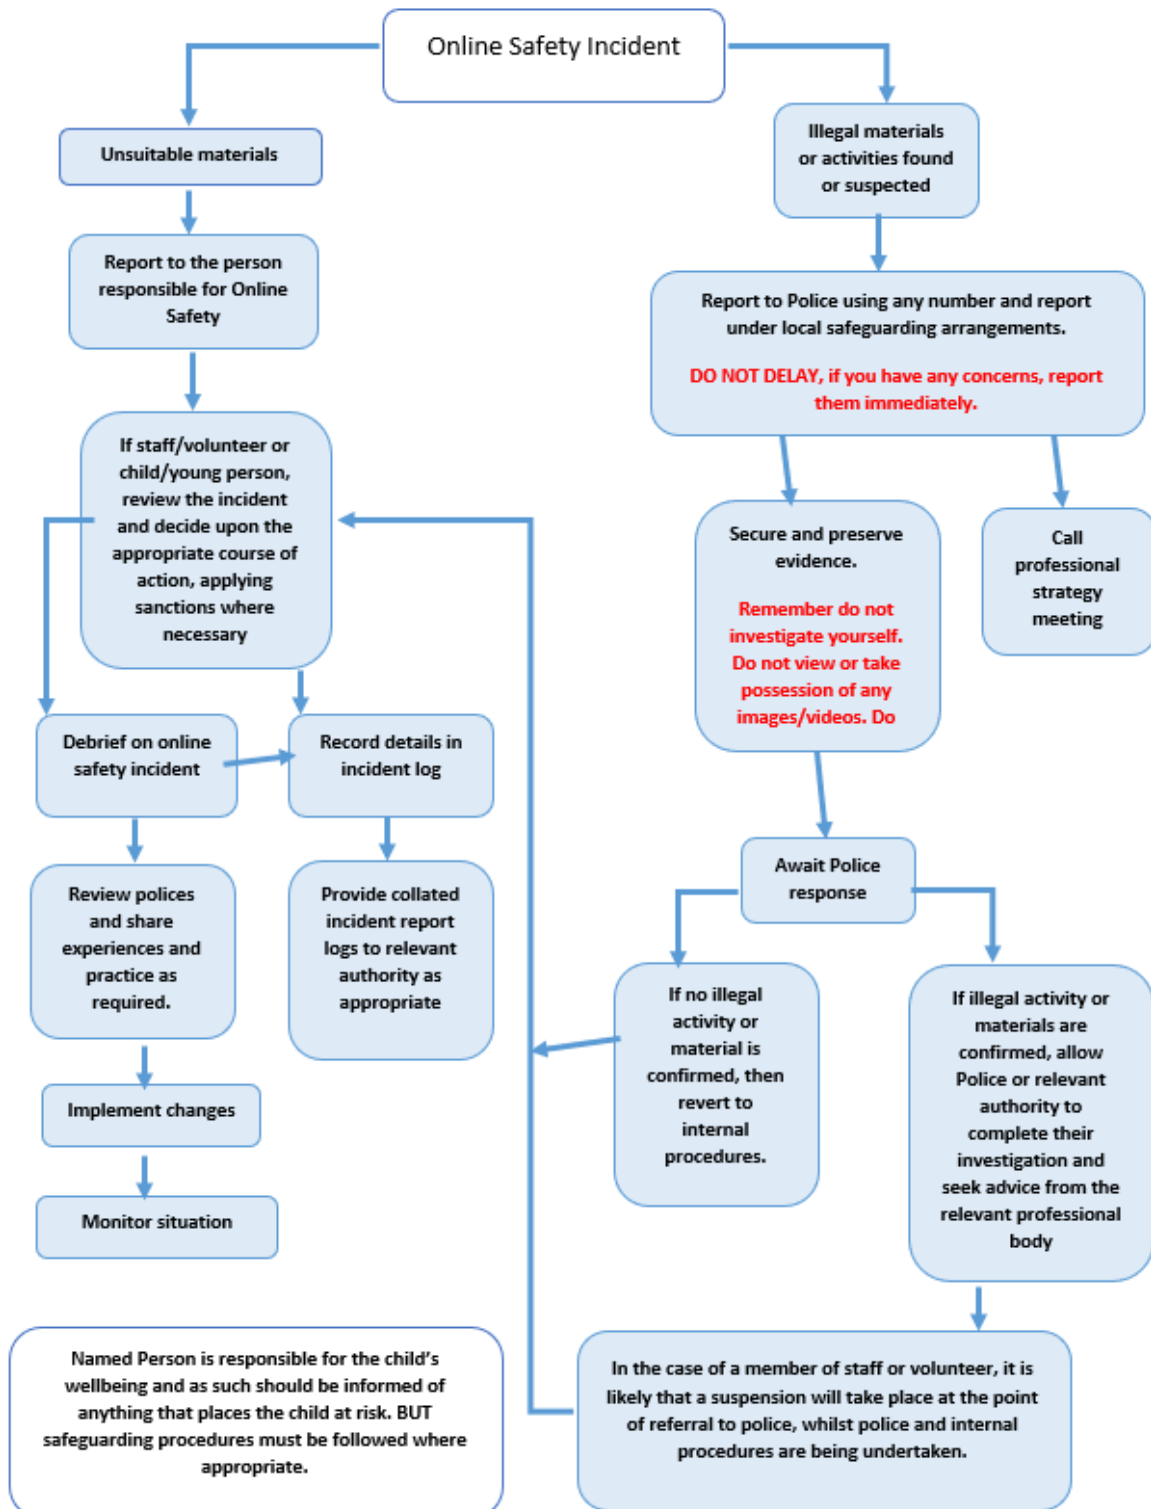 Online Safety Incident
Unsuitable materials
Report to the person
responsible for Online
Safety
If staff/volunteer or
child/young person,
review the incident
and decide upon the
appropriate course of
action, applying
sanctions where
necessary
Debrief on online
safety incident
Record details in
incident log
Review polices
and share
experiences and
practice as
required.
Provide collated
incident report
logs to relevant
authority as
appropriate
Implement changes
Monitor situation
Illegal materials
or activities found
or suspected
Report to Police using any number and report
under local safeguarding arrangements.
DO NOT DELAY, if you have any concerns, report
them immediately.
Secure and preserve
evidence.
Remember do not
investigate yourself.
Do not view or take
possession of any
images/videos. Do
Call
professional
strategy
meeting
Await Police
response
If no illegal
activity or
material is
confirmed, then
revert to
internal
procedures.
If illegal activity or
materials are
confirmed, allow
Police or relevant
authority to
complete their
investigation and
seek advice from the
relevant professional
body
In the case of a member of staff or volunteer, it is
likely that a suspension will take place at the point
of referral to police, whilst police and internal
procedures are being undertaken.
Named Person is responsible for the child's
wellbeing and as such should be informed of
anything that places the child at risk. BUT
safeguarding procedures must be followed where
appropriate.